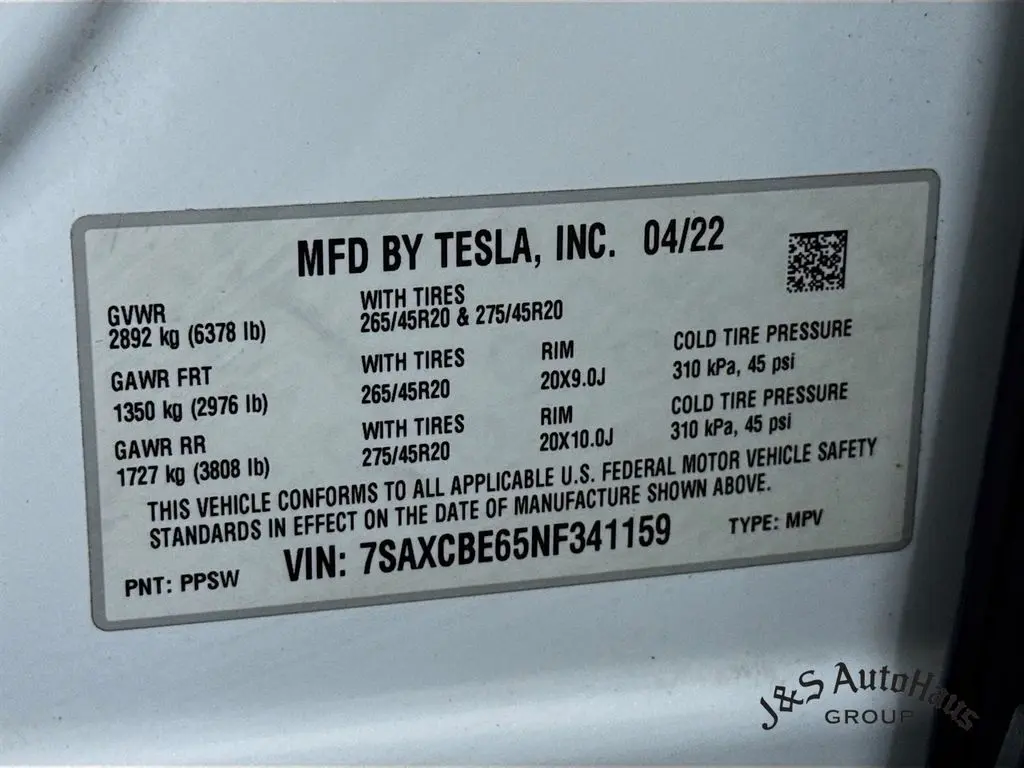 MFD BY TESLA, INC. 04/22
GVWR
2892 kg (6378 lb)
WITH TIRES
265/45R20 & 275/45R20
GAWR FRT
1350 kg (2976 lb)
WITH TIRES
265/45R20
RIM
20X9.0J
COLD TIRE PRESSURE
310 kPa, 45 psi
GAWR RR
1727 kg (3808 lb)
WITH TIRES
275/45R20
RIM
20X10.0J
COLD TIRE PRESSURE
310 kPa, 45 psi
THIS VEHICLE CONFORMS TO ALL APPLICABLE U.S. FEDERAL MOTOR VEHICLE SAFETY
STANDARDS IN EFFECT ON THE DATE OF MANUFACTURE SHOWN ABOVE.
PNT: PPSW
VIN: 7SAXCBE65NF341159
TYPE: MPV
J&S AutoHaus
GROUP